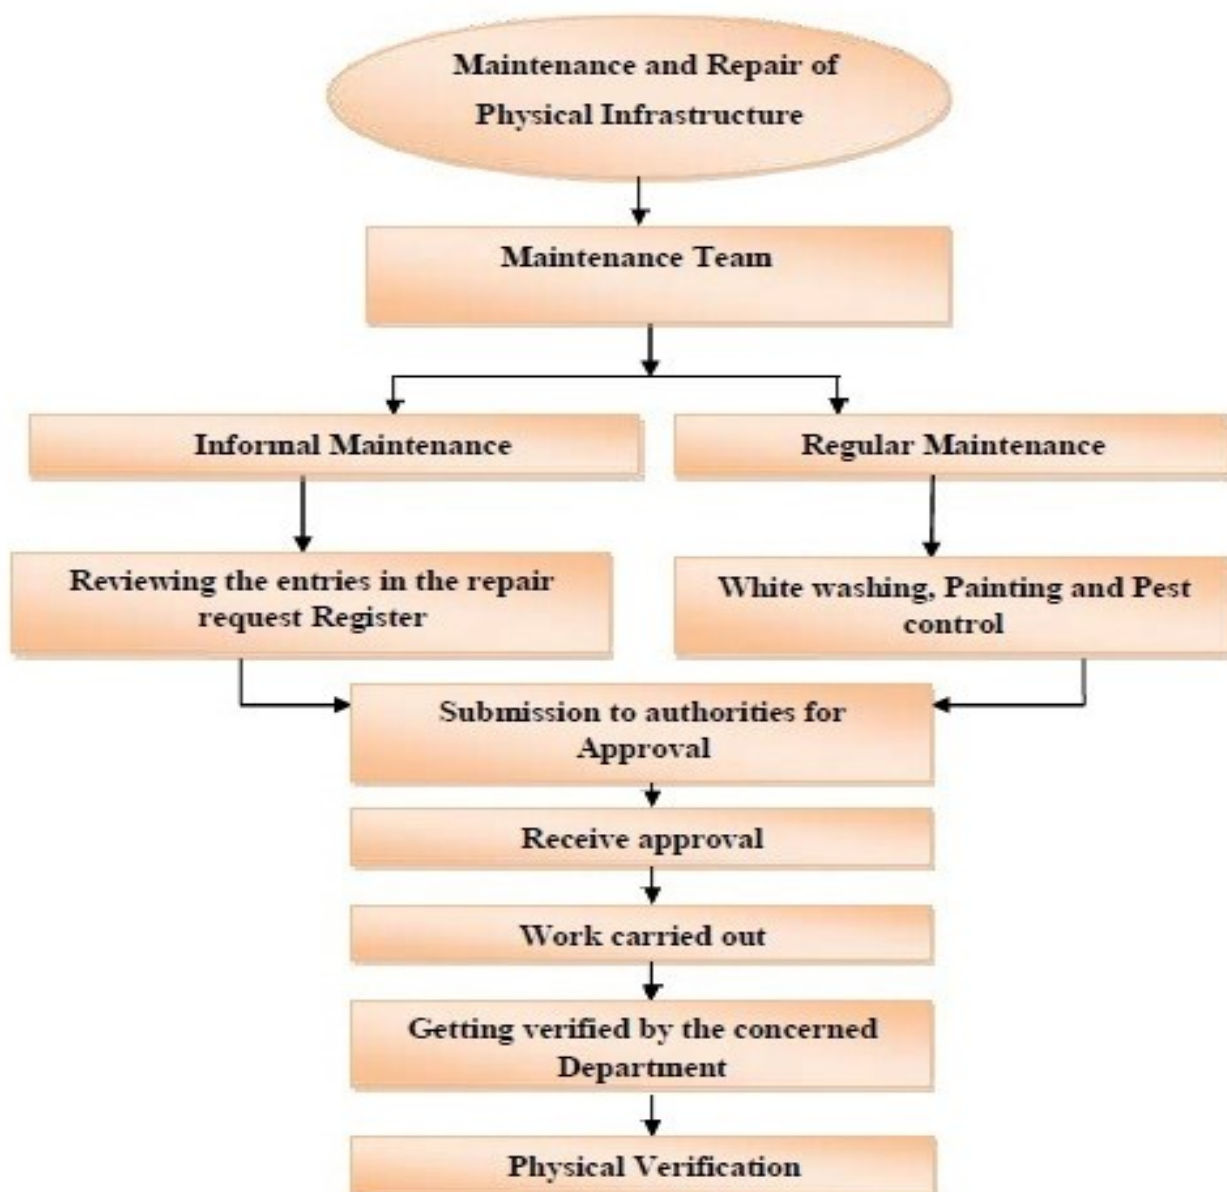 Maintenance and Repair of
Physical Infrastructure
Maintenance Team
Informal Maintenance
Regular Maintenance
Reviewing the entries in the repair
request Register
White washing, Painting and Pest
control
Submission to authorities for
Approval
Receive approval
Work carried out
Getting verified by the concerned
Department
Physical Verification